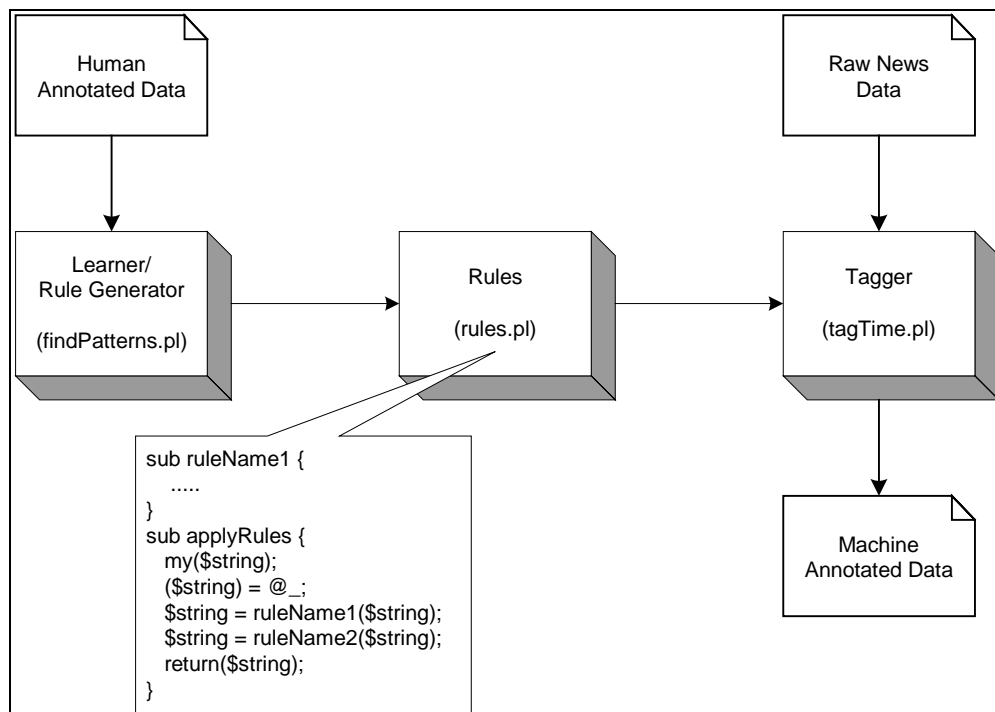 Human
Annotated Data
Raw News
Data
Learner/
Rule Generator
(findPatterns.pl)
Rules
(rules.pl)
Tagger
(tagTime.pl)
sub ruleName1 {
.....
}
sub applyRules {
my($string);
($string) = @_;
$string = ruleName1($string);
$string = ruleName2($string);
return($string);
}
Machine
Annotated Data